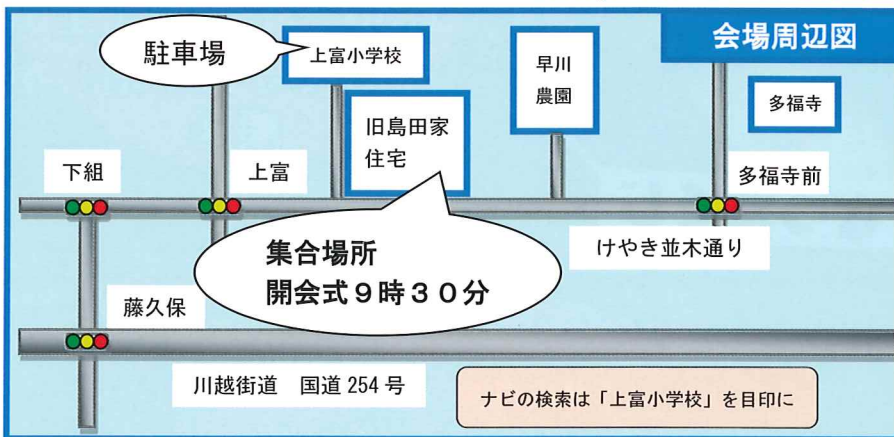 会場周辺図
駐車場
上富小学校
早川
農園
旧島田家
住宅
多福寺
下組
上富
多福寺前
集合場所
開会式９時３０分
けやき並木通り
藤久保
川越街道　国道 254 号
ナビの検索は「上富小学校」を目印に